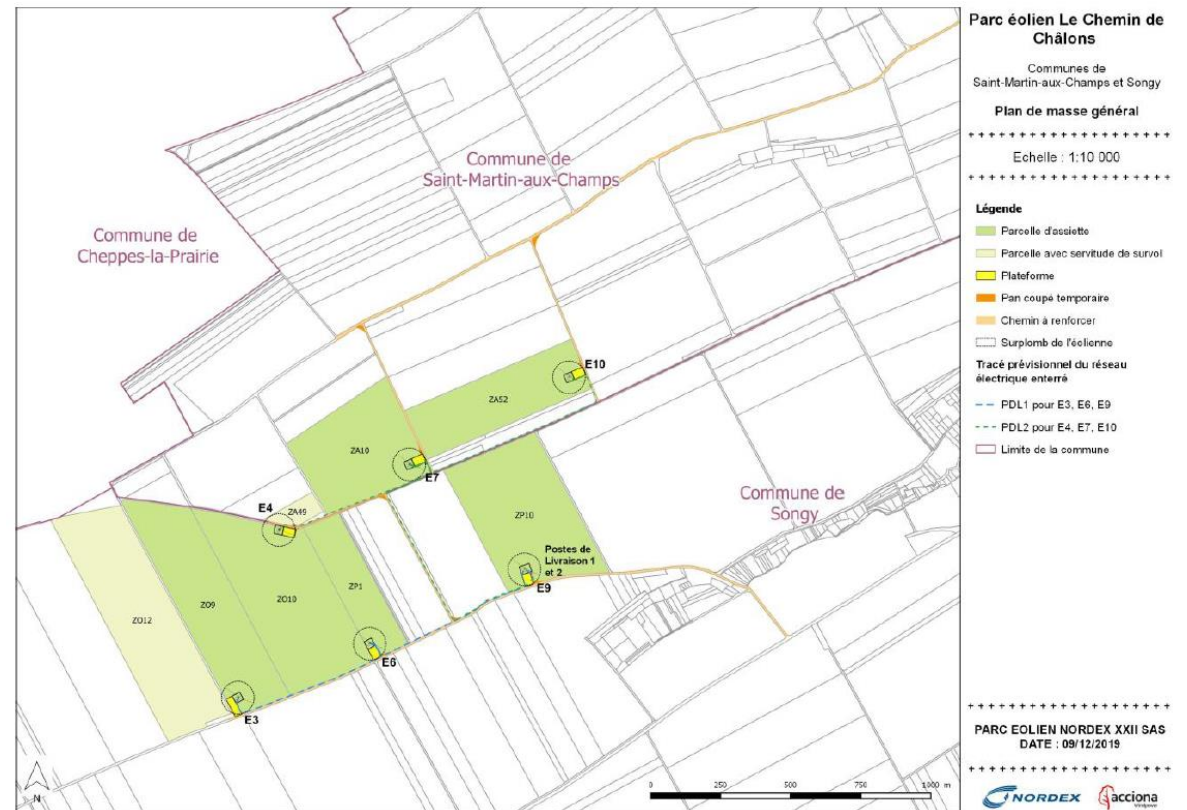 Parc éolien Le Chemin de
Châlons
Communes de
Saint-Martin-aux-Champs et Songy
Plan de masse général
Echelle : 1:10 000
Légende
Parcelle d'assiette
Parcelle avec servitude de survol
Plateforme
Pan coupé temporaire
Chemin à renforcer
Surplomb de l'éolienne
Tracé prévisionnel du réseau
électrique enterré
PDL1 pour E3, E6, E9
PDL2 pour E4, E7, E10
Limite de la commune
PARC EOLIEN NORDEX XXII SAS
DATE : 09/12/2019
NORDEX
acciona
Commune de
Saint-Martin-aux-Champs
Commune de
Cheppes-la-Prairie
E10
ZA52
ZA10
E7
Commune de
Songy
E4
ZA49
ZP10
Postes de
Livraison 1
et 2
E9
ZO12
ZO9
ZO10
ZP1
E6
E3
N
0 250 500 750 1000 m